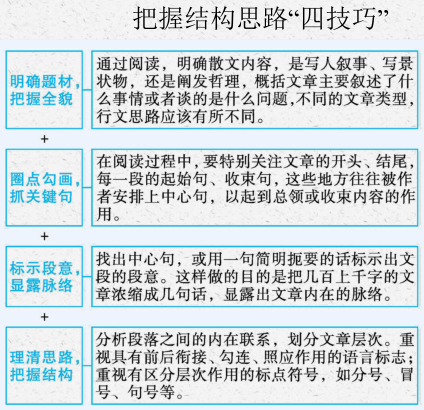 把握结构思路“四技巧”
明确题材,
把握全貌
通过阅读，明确散文内容，是写人叙事、写景
状物，还是阐发哲理，概括文章主要叙述了什
么事情或者谈的是什么问题,不同的文章类型,
行文思路应该有所不同。
+
圈点勾画,
抓关键句
在阅读过程中,要特别关注文章的开头、结尾,
每一段的起始句、收束句，这些地方往往被作
者安排上中心句，以起到总领或收束内容的作
用。
+
标示段意,
显露脉络
找出中心句，或用一句简明扼要的话标示出文
段的段意。这样做的目的是把几百上千字的文
章浓缩成几句话，显露出文章内在的脉络。
+
理清思路,
把握结构
分析段落之间的内在联系，划分文章层次。重
视具有前后衔接、勾连、照应作用的语言标志;
重视有区分层次作用的标点符号，如分号、冒
号、句号等。